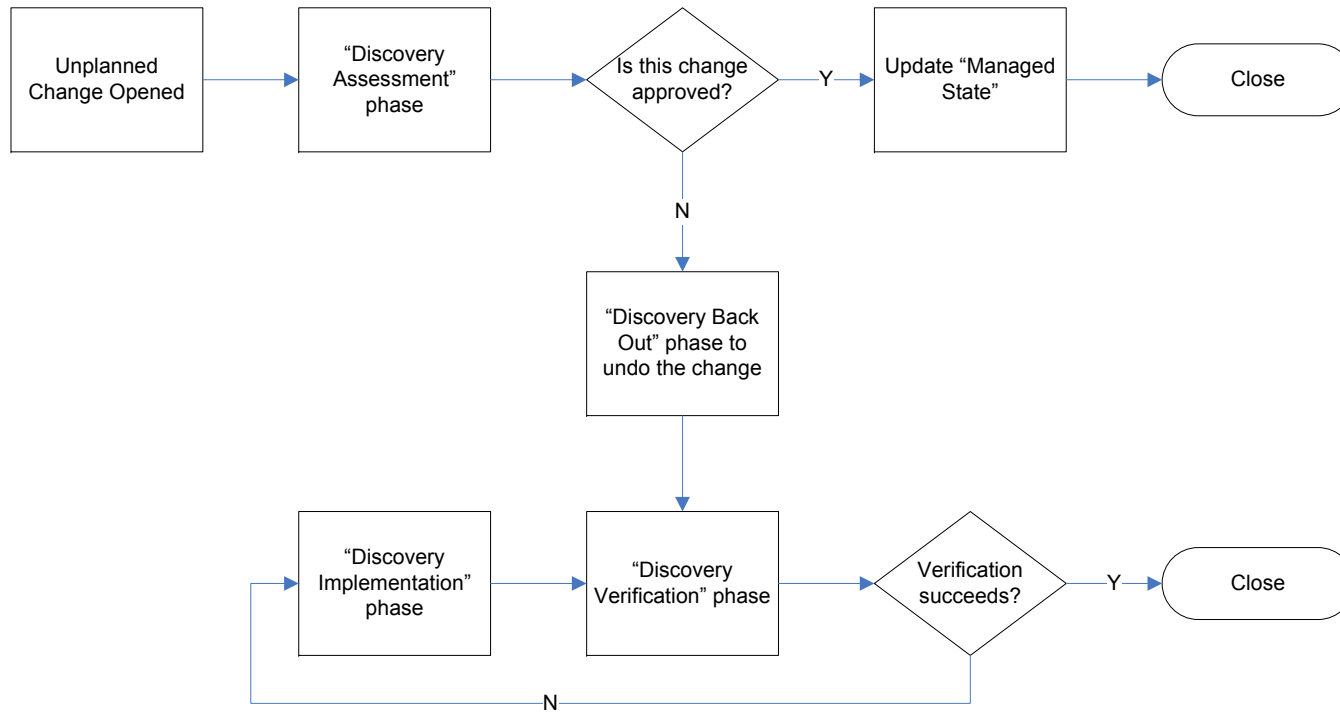 Unplanned
Change Opened
“Discovery
Assessment”
phase
Is this change
approved?
Y
Update “Managed
State”
Close
N
“Discovery Back
Out” phase to
undo the change
“Discovery
Implementation”
phase
“Discovery
Verification” phase
Verification
succeeds?
Y
Close
N